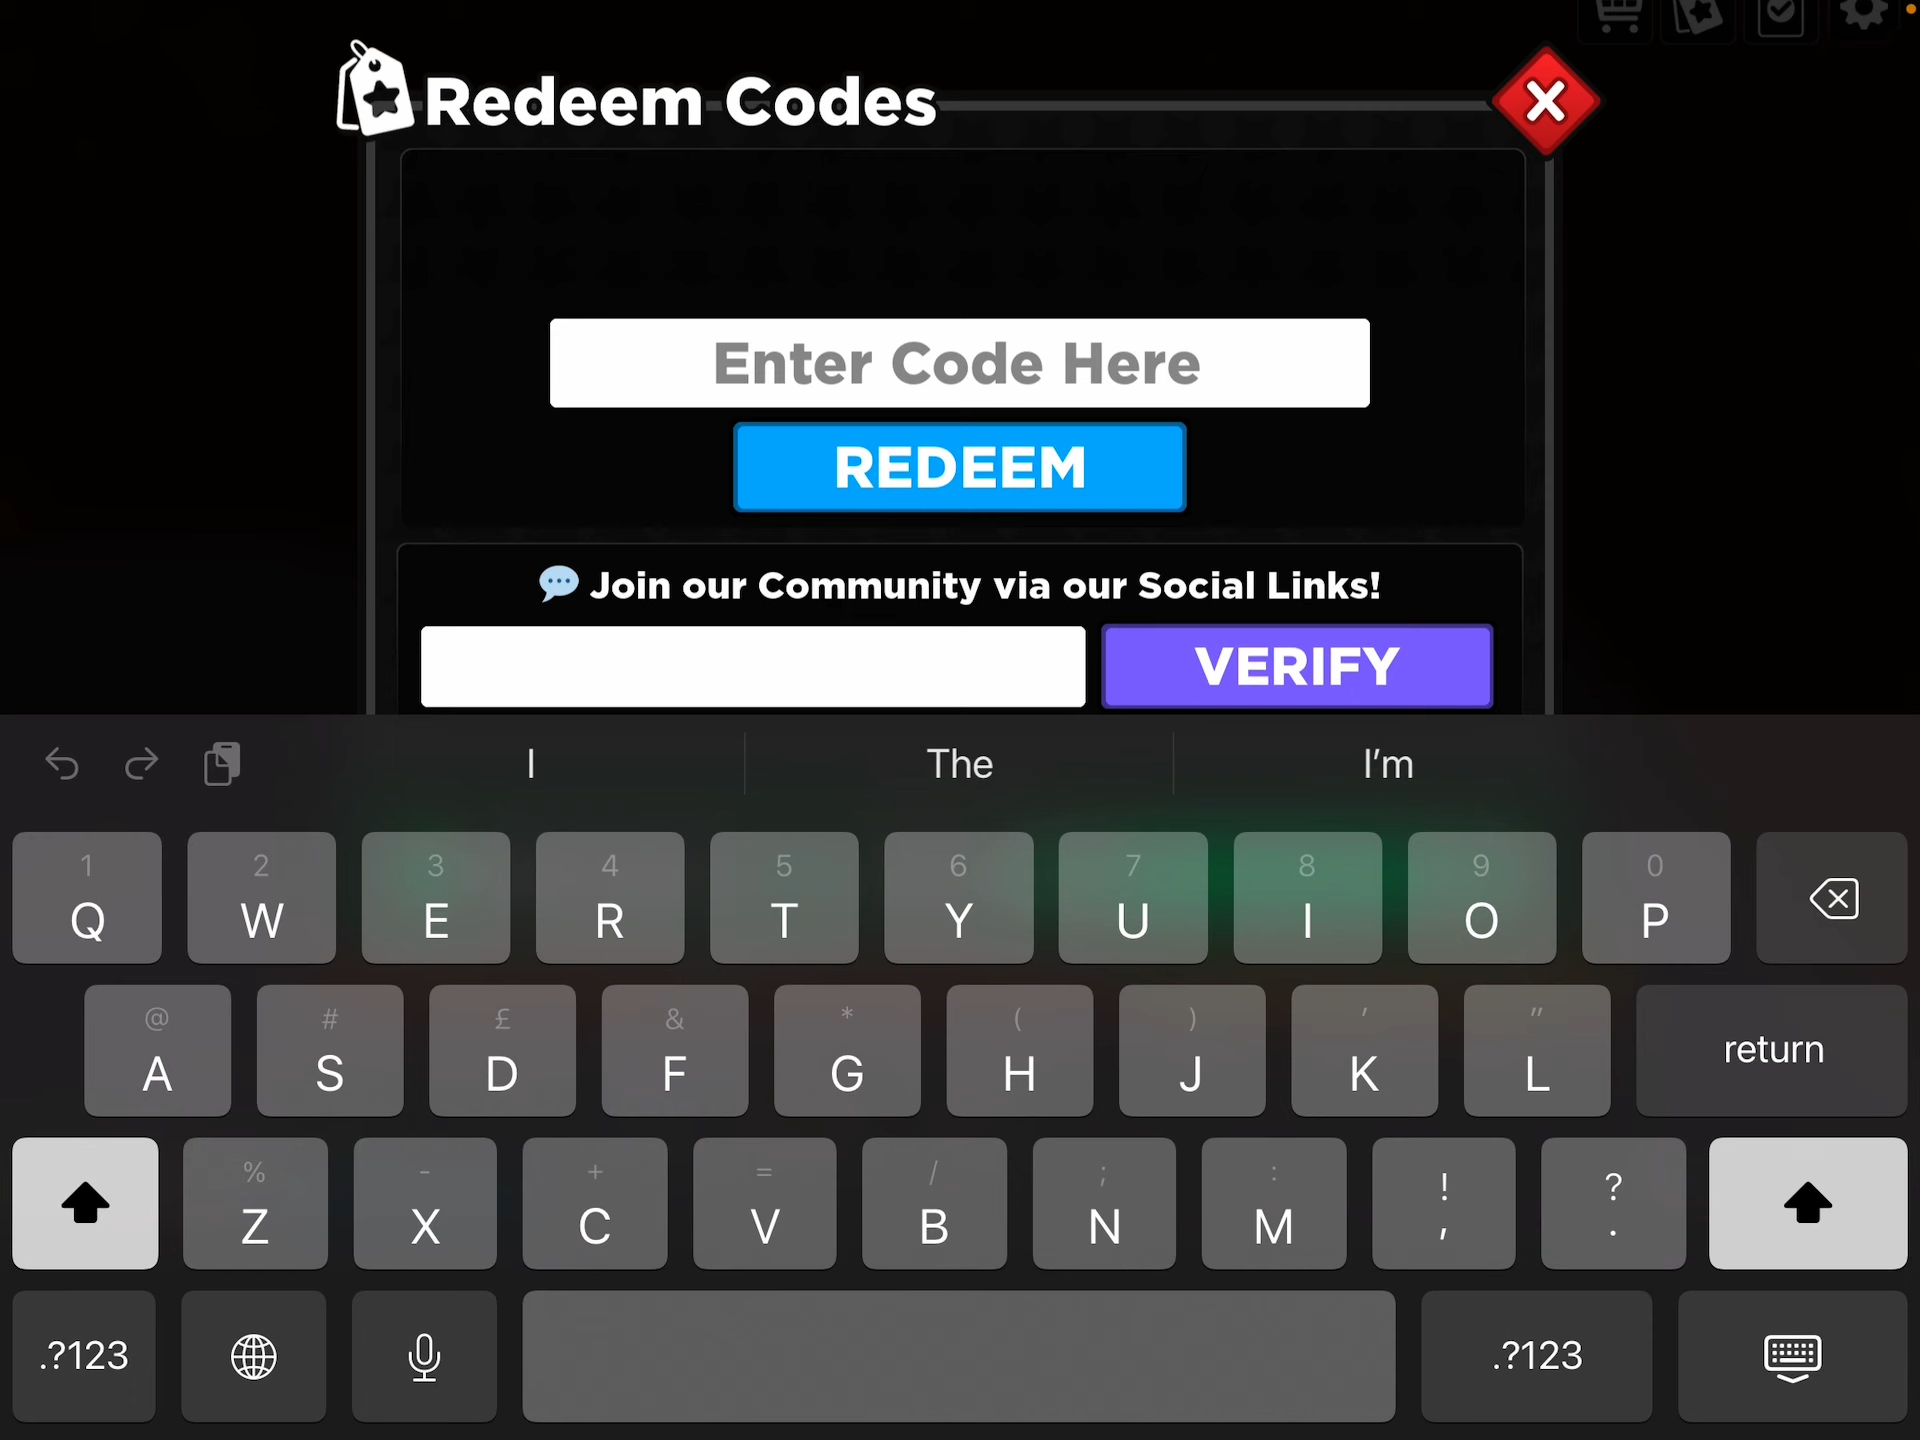 Redeem Codes
Enter Code Here
REDEEM
💬 Join our Community via our Social Links!
VERIFY
I The I'm
1 2 3 4 5 6 7 8 9 0
Q W E R T Y U I O P
@ # £ & * ( ) ' "
A S D F G H J K L return
% - + = / ; : ! ?
Z X C V B N M , .
.?123 .?123